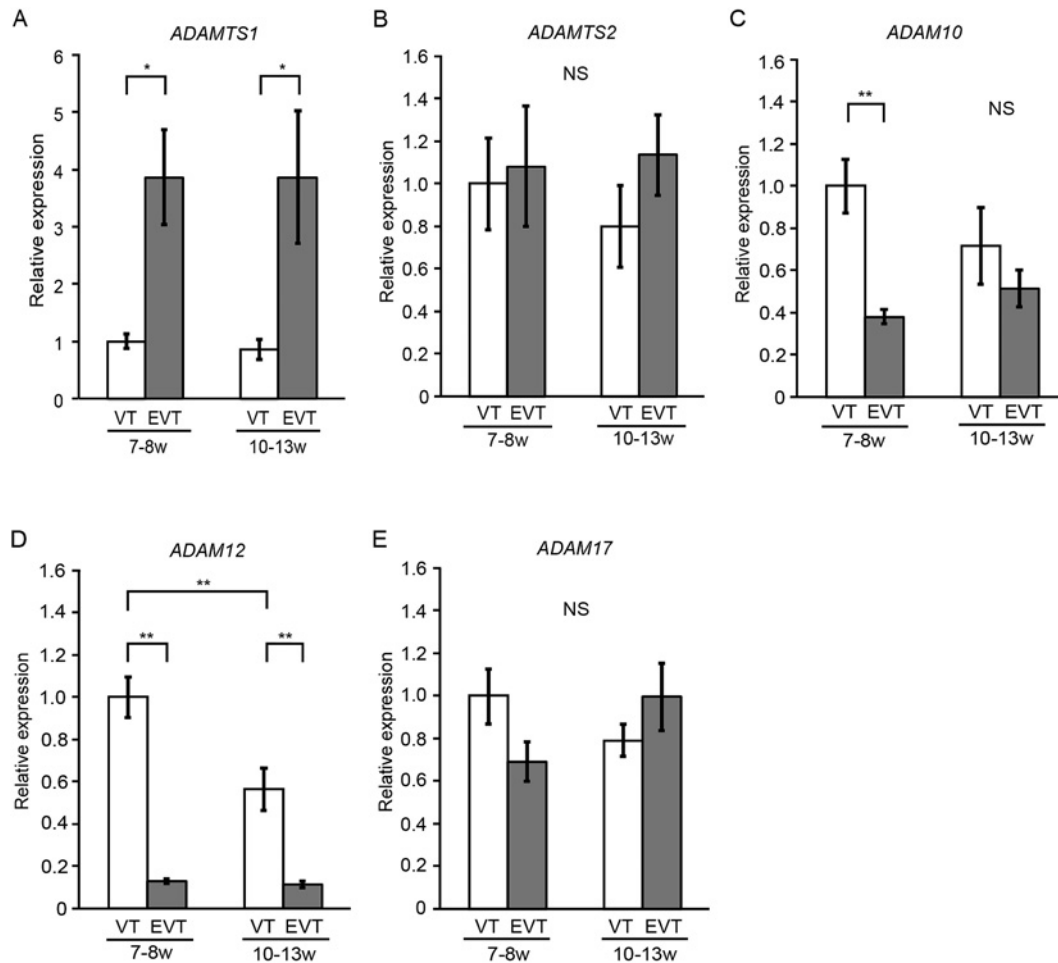 A
ADAMTS1
Relative expression
6
5
4
3
2
1
0
*
*
VT EVT VT EVT
7-8w 10-13w
B
ADAMTS2
Relative expression
1.6
1.4
1.2
1.0
0.8
0.6
0.4
0.2
0
NS
VT EVT VT EVT
7-8w 10-13w
C
ADAM10
Relative expression
1.6
1.4
1.2
1.0
0.8
0.6
0.4
0.2
0
**
NS
VT EVT VT EVT
7-8w 10-13w
D
ADAM12
Relative expression
1.6
1.4
1.2
1.0
0.8
0.6
0.4
0.2
0
**
**
**
VT EVT VT EVT
7-8w 10-13w
E
ADAM17
Relative expression
1.6
1.4
1.2
1.0
0.8
0.6
0.4
0.2
0
NS
VT EVT VT EVT
7-8w 10-13w